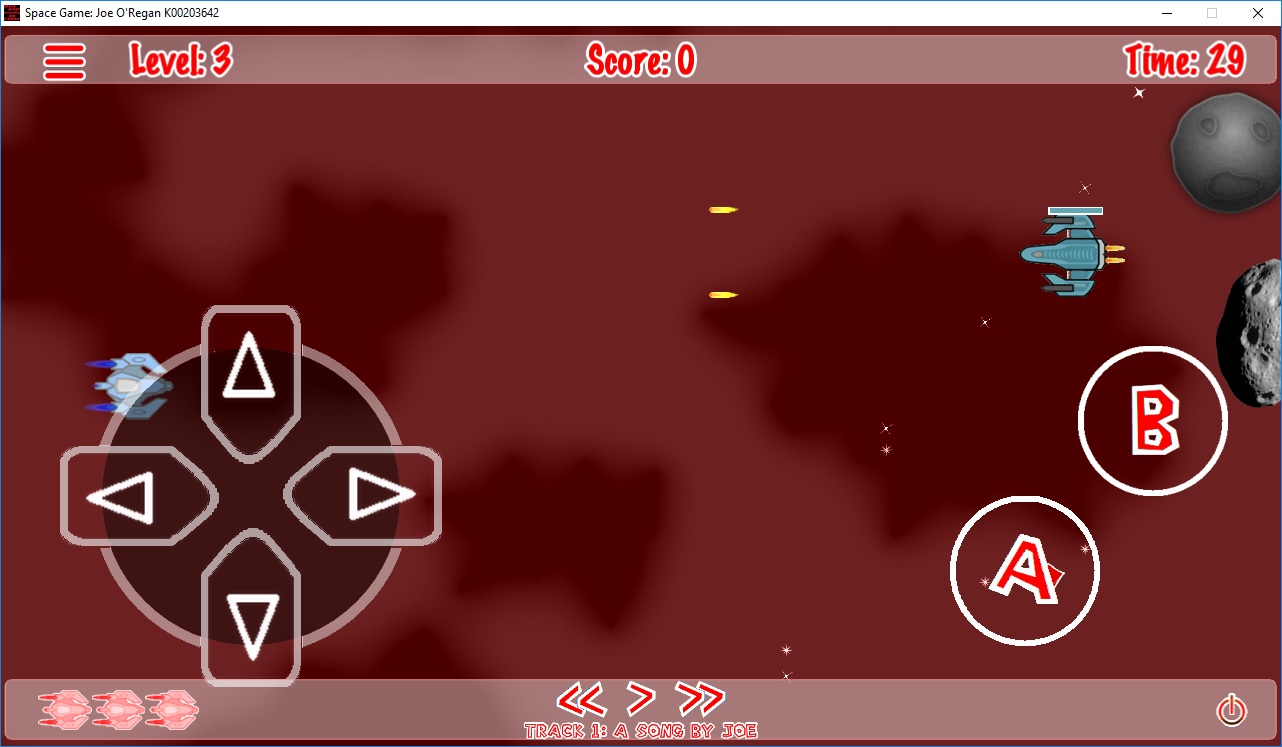 Space Game: Joe O'Regan K00203642
Level: 3
Score: 0
Time: 29
B
A
<< > >>
TRACK 1: A SONG BY JOE